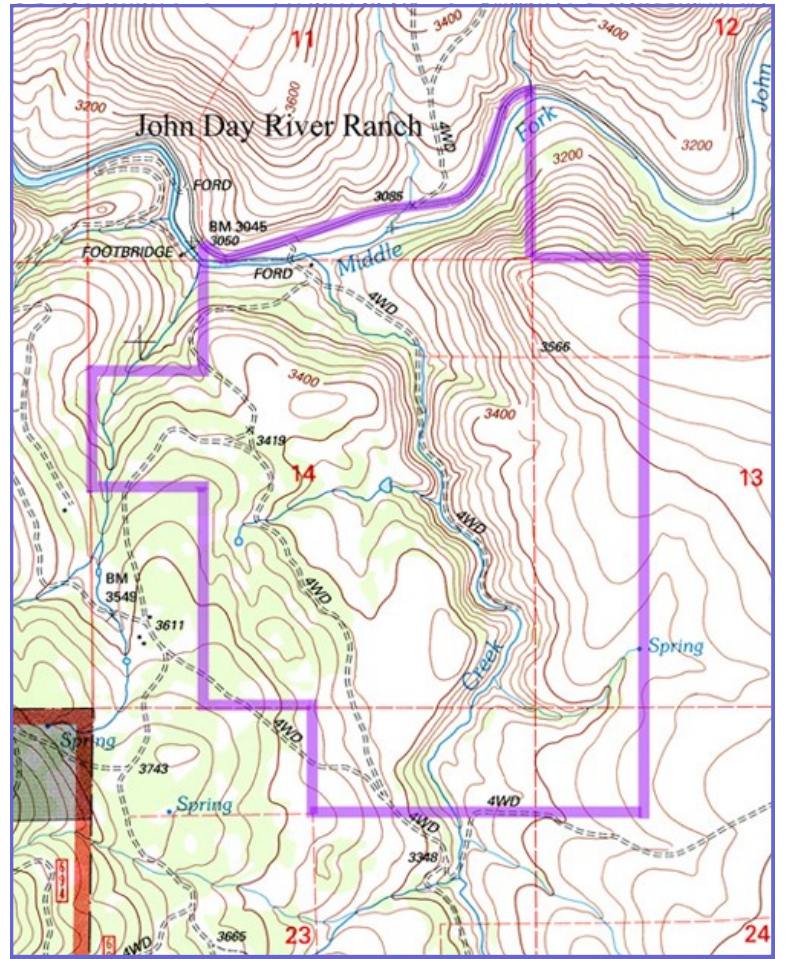 3400
11
3400
12
John
3600
3200
John Day River Ranch
4WD
Fork
3200
3200
FORD
3085
BM 3045
3050
FOOTBRIDGE
Middle
FORD
4WD
3566
3400
3400
3419
14
13
4WD
BM
3549
4WD
3611
Creek
Spring
Spring
4WD
3743
4WD
Spring
4WD
3348
694
23
24
3665
4WD